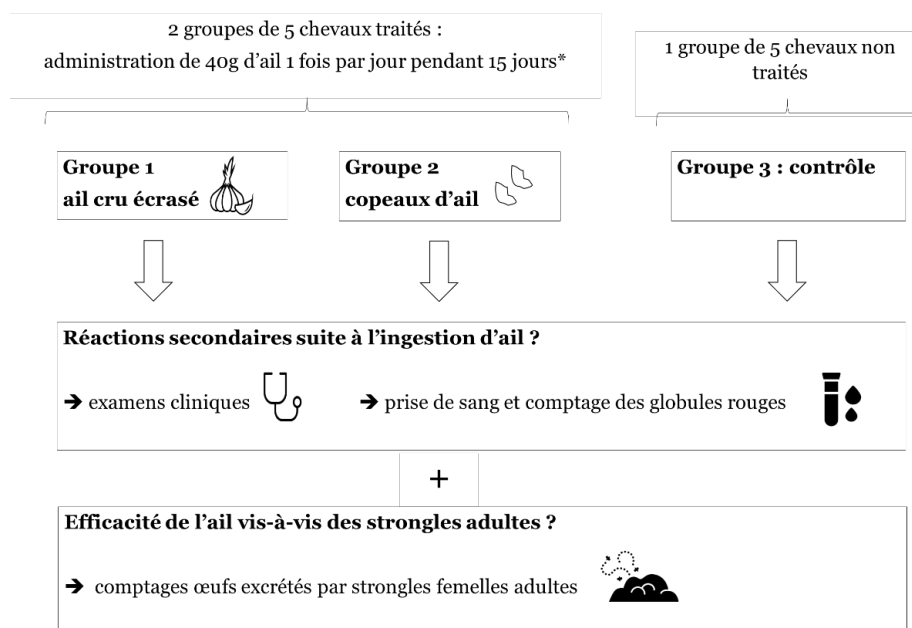 2 groupes de 5 chevaux traités :
administration de 40g d'ail 1 fois par jour pendant 15 jours*
1 groupe de 5 chevaux non
traités
Groupe 1
ail cru écrasé
Groupe 2
copeaux d'ail
Groupe 3 : contrôle
Réactions secondaires suite à l'ingestion d'ail ?
➔ examens cliniques
➔ prise de sang et comptage des globules rouges
+
Efficacité de l'ail vis-à-vis des strongles adultes ?
➔ comptages œufs excrétés par strongles femelles adultes